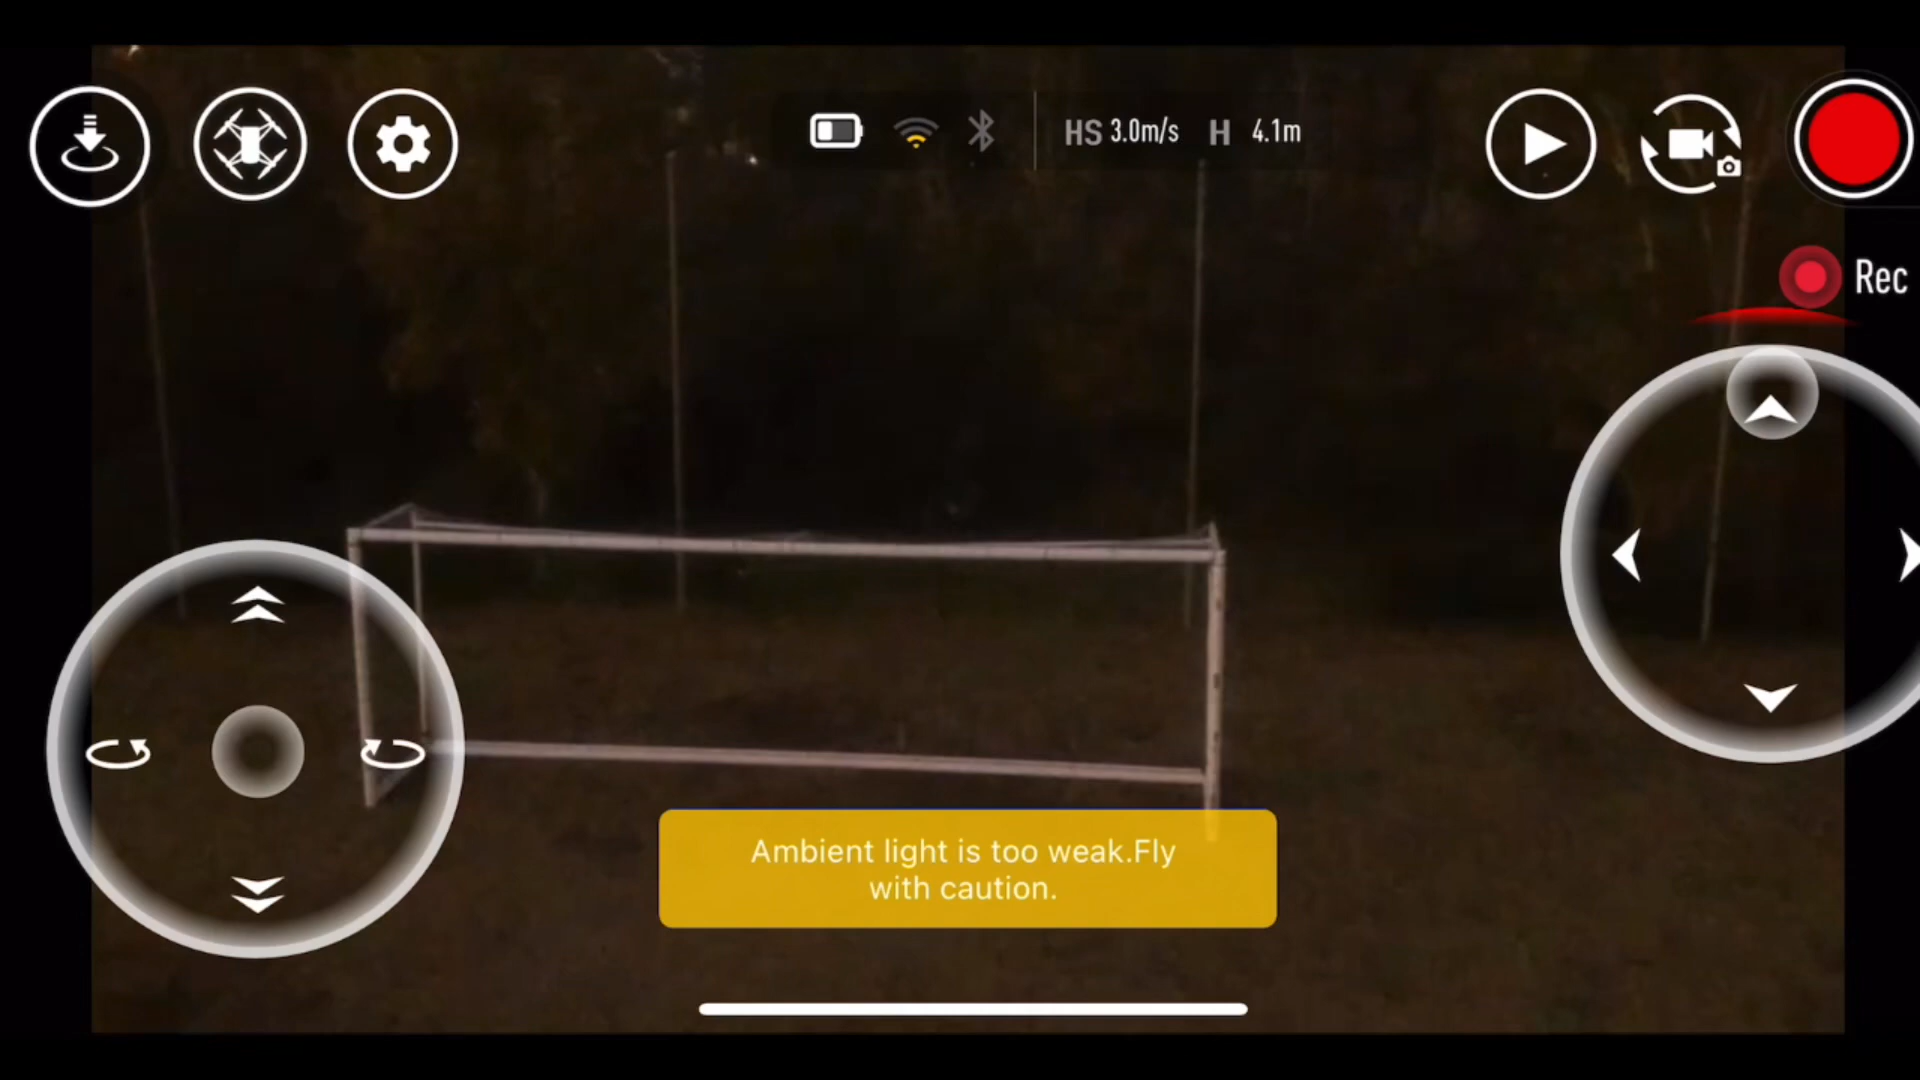 HS 3.0m/s H 4.1m
Rec
Ambient light is too weak.Fly
with caution.